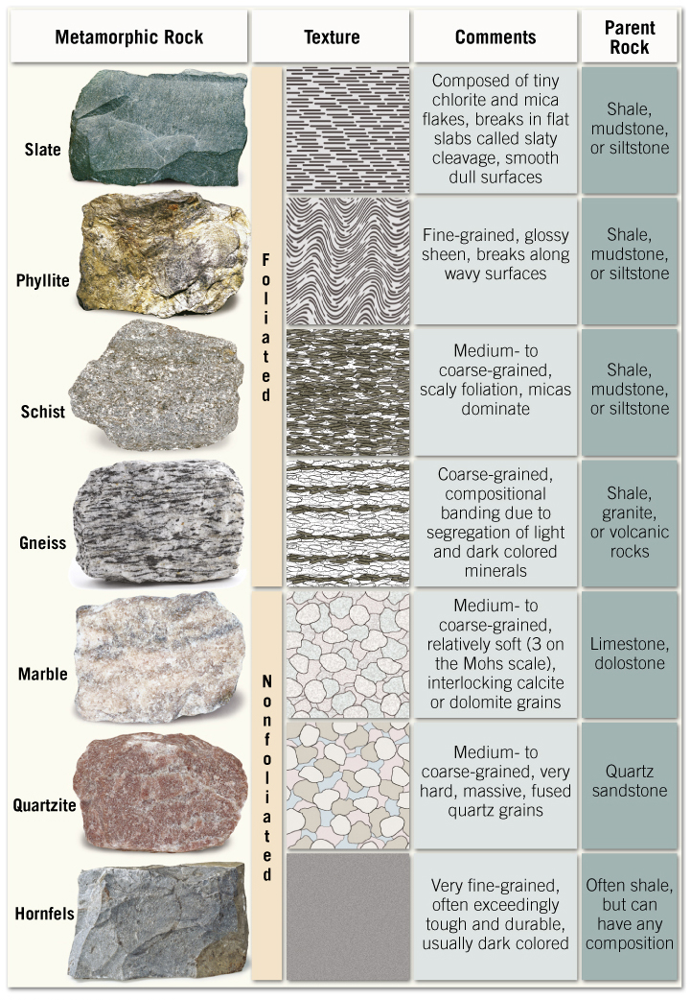 Metamorphic Rock
Texture
Comments
Parent
Rock
Slate
Foliated
Composed of tiny
chlorite and mica
flakes, breaks in flat
slabs called slaty
cleavage, smooth
dull surfaces
Shale,
mudstone,
or siltstone
Phyllite
Fine-grained, glossy
sheen, breaks along
wavy surfaces
Shale,
mudstone,
or siltstone
Schist
Medium- to
coarse-grained,
scaly foliation, micas
dominate
Shale,
mudstone,
or siltstone
Gneiss
Coarse-grained,
compositional
banding due to
segregation of light
and dark colored
minerals
Shale,
granite,
or volcanic
rocks
Marble
Nonfoliated
Medium- to
coarse-grained,
relatively soft (3 on
the Mohs scale),
interlocking calcite
or dolomite grains
Limestone,
dolostone
Quartzite
Medium- to
coarse-grained, very
hard, massive, fused
quartz grains
Quartz
sandstone
Hornfels
Very fine-grained,
often exceedingly
tough and durable,
usually dark colored
Often shale,
but can
have any
composition